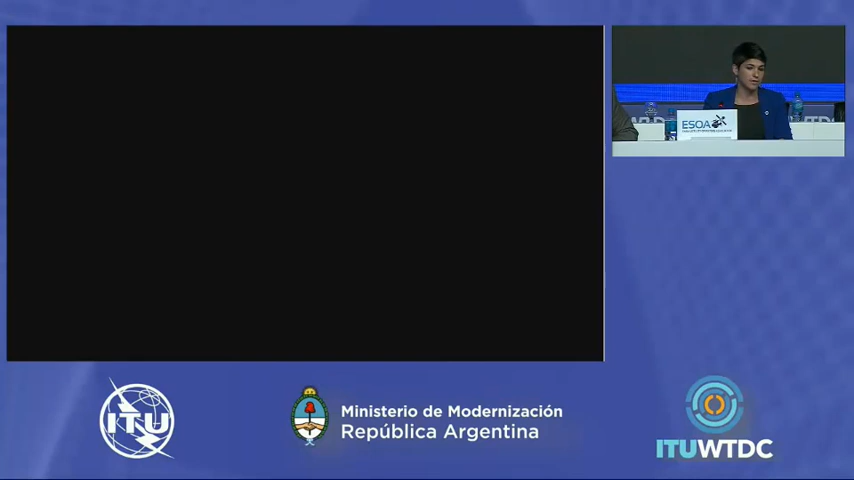 ESOA
ITU
Ministerio de Modernización
República Argentina
ITUWTDC